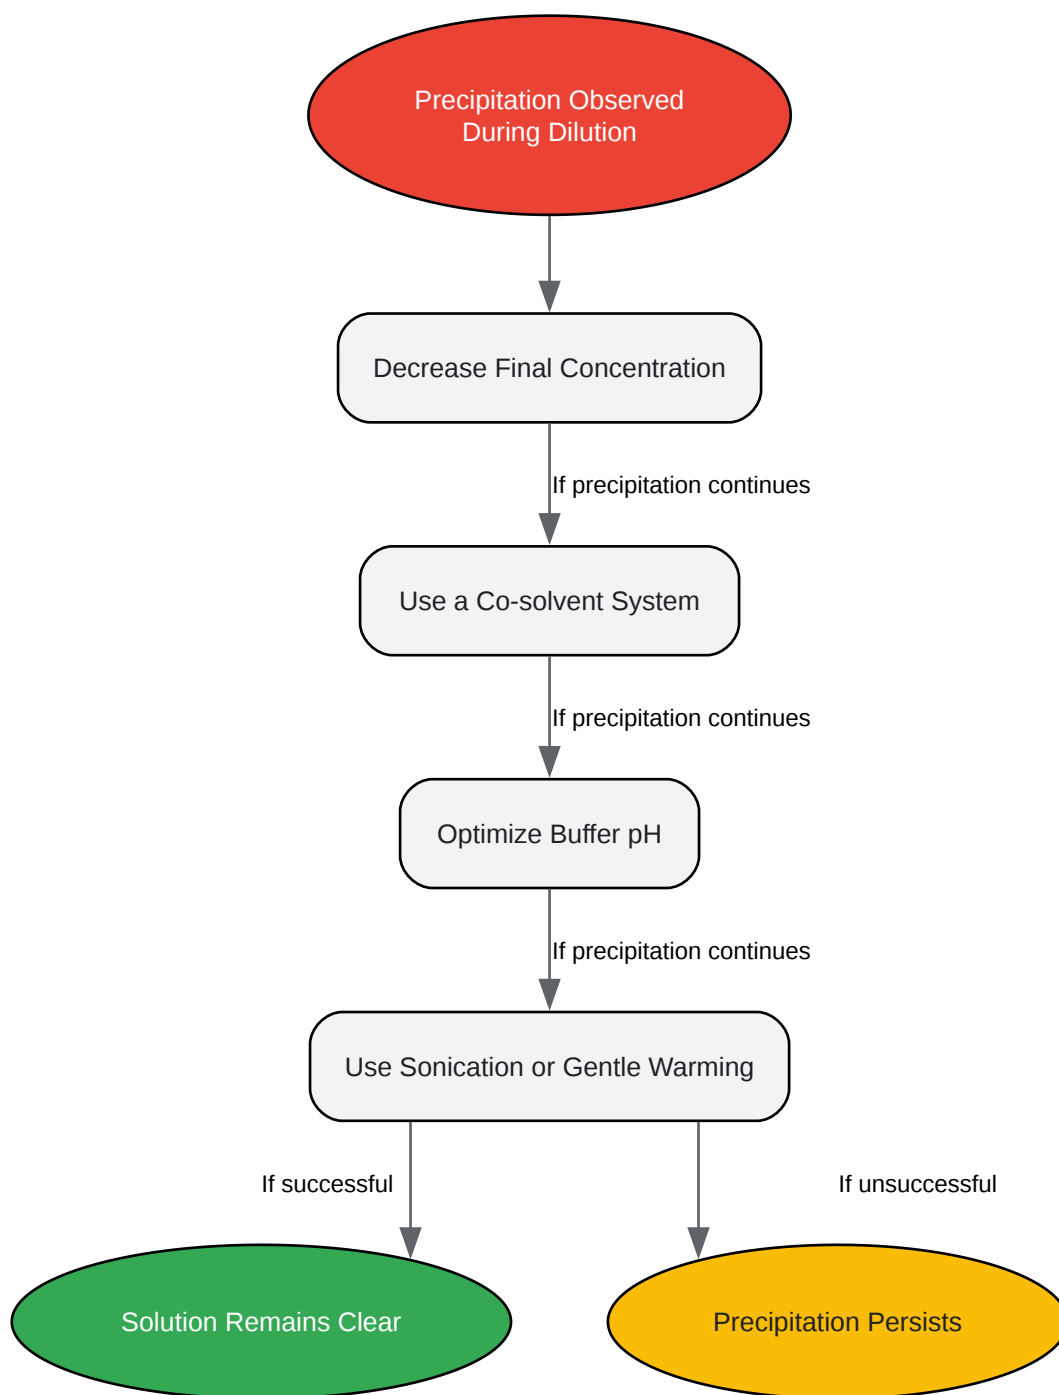 Precipitation Observed
During Dilution
Decrease Final Concentration
If precipitation continues
Use a Co-solvent System
If precipitation continues
Optimize Buffer pH
If precipitation continues
Use Sonication or Gentle Warming
If successful
If unsuccessful
Solution Remains Clear
Precipitation Persists